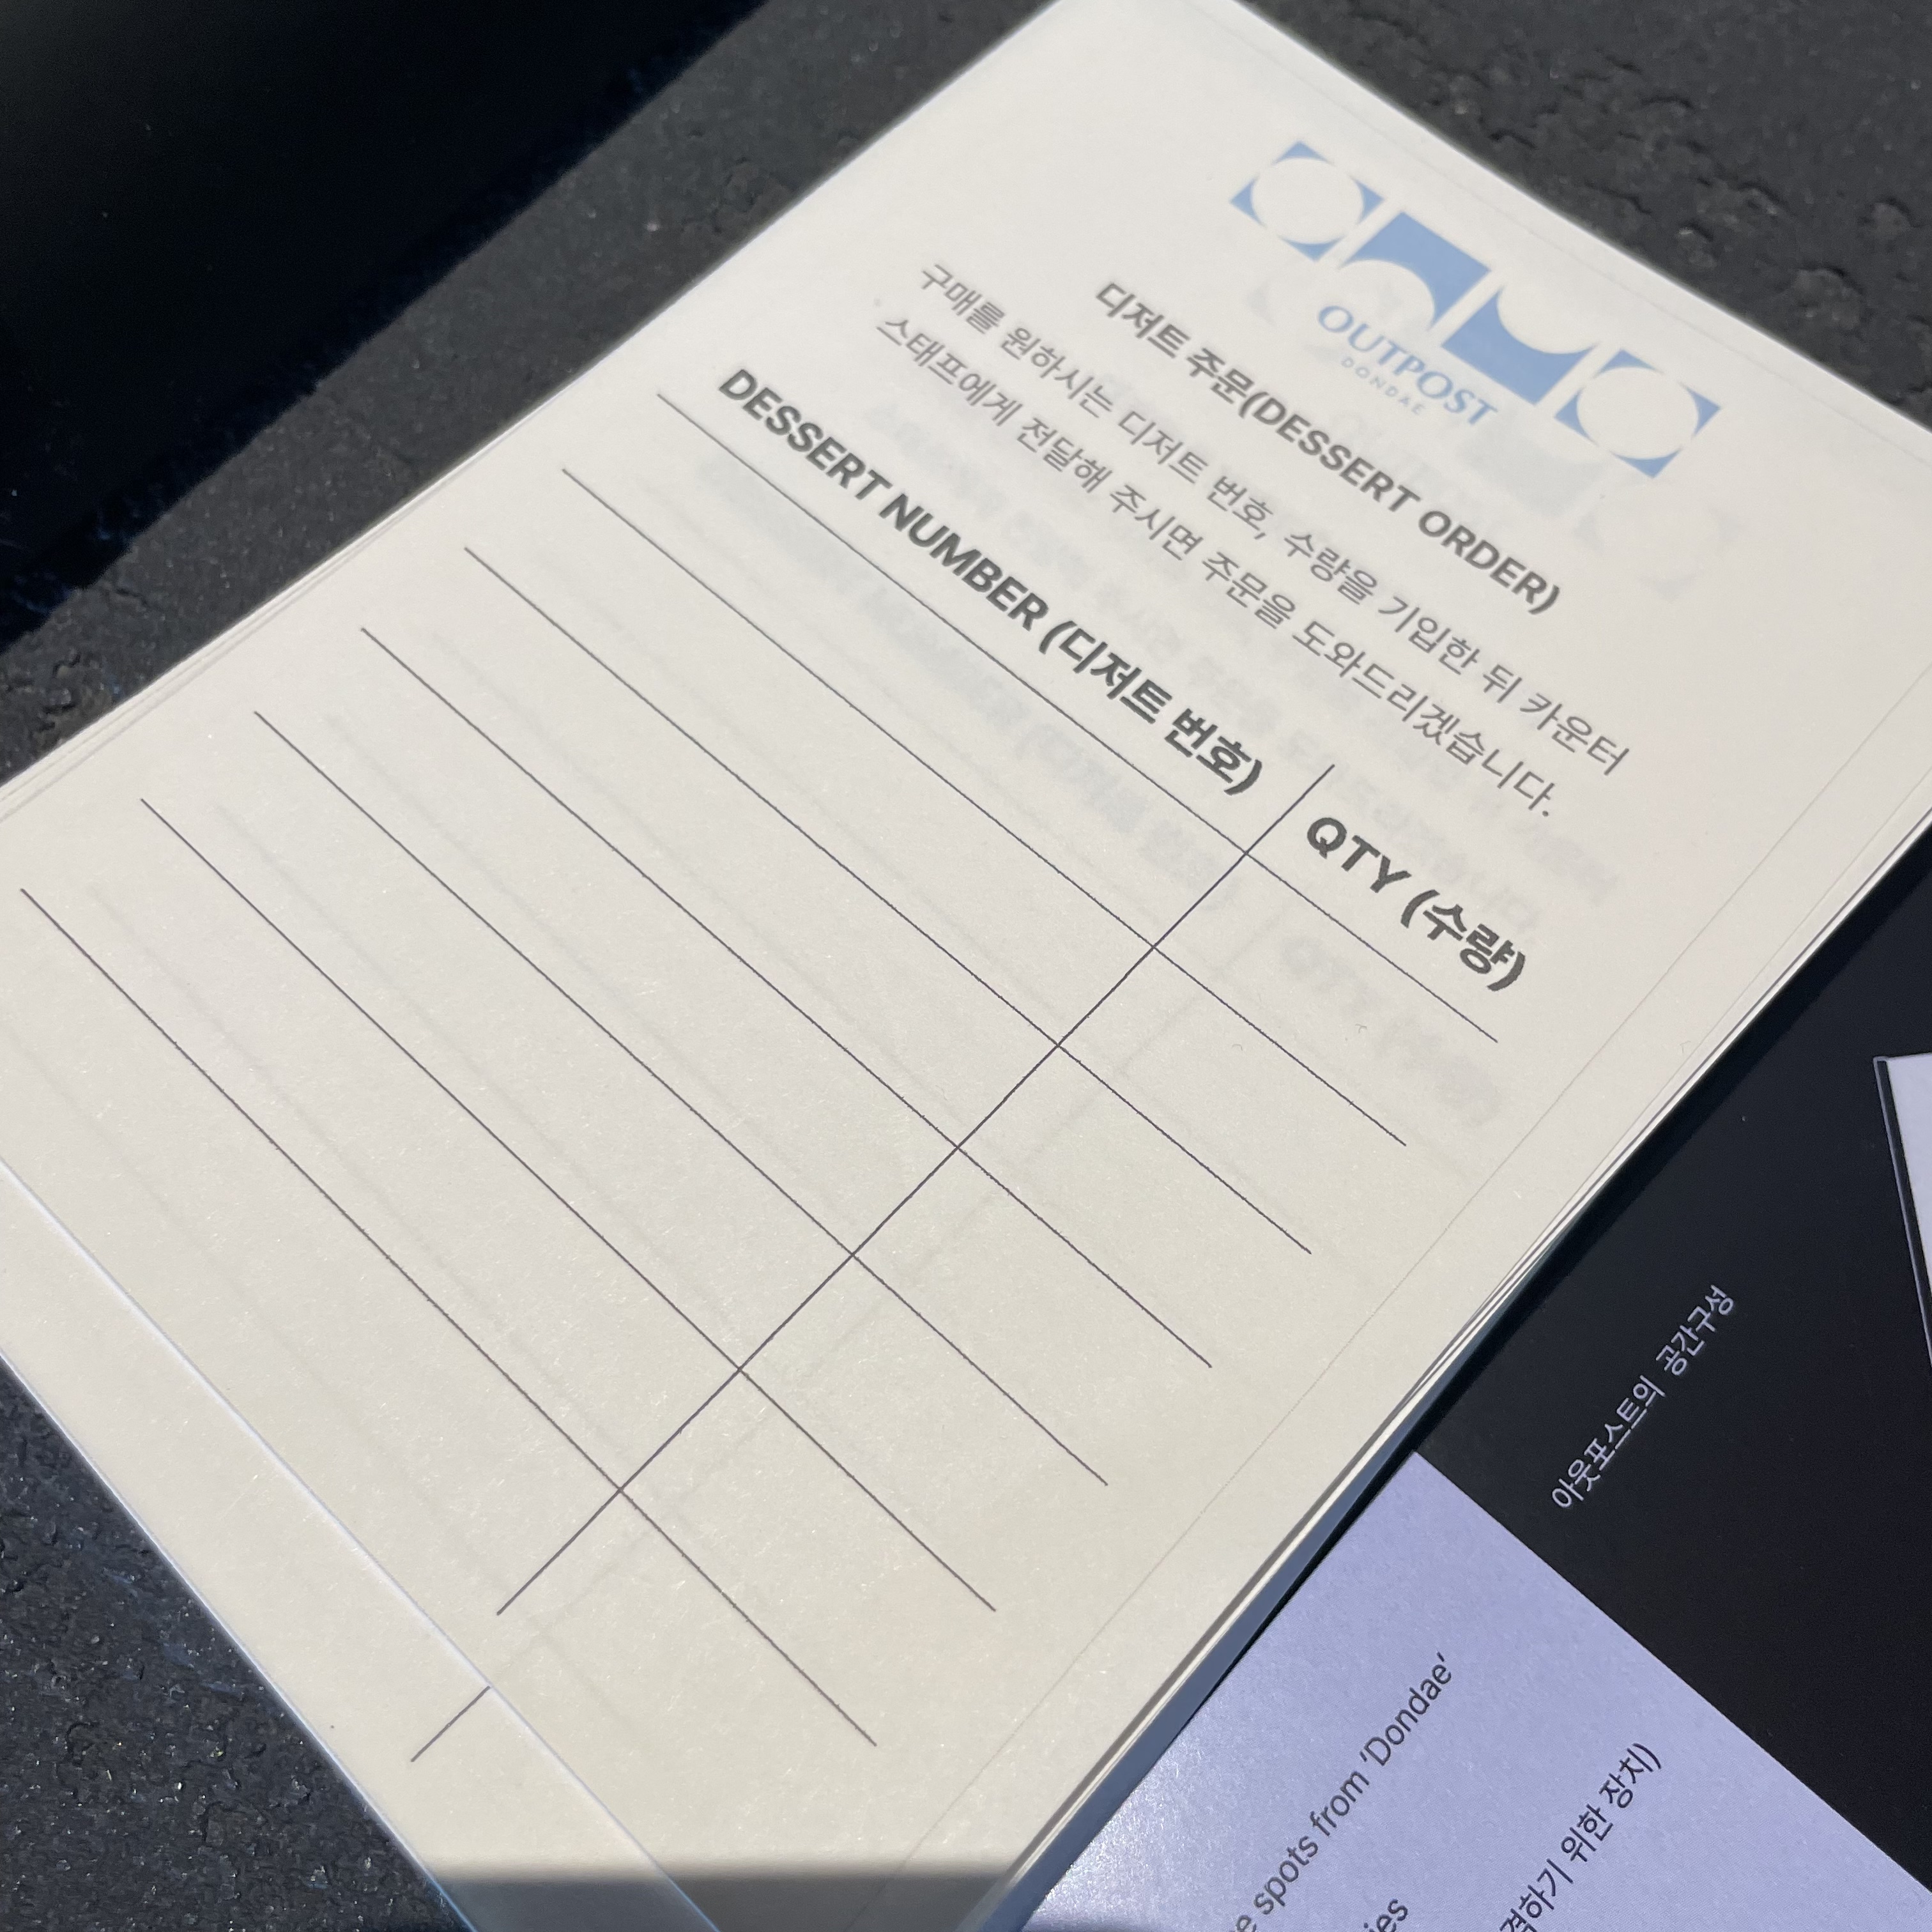 OUTPOST
DONDAE
디저트 주문(DESSERT ORDER)
구매를 원하시는 디저트 번호, 수량을 기입한 뒤 카운터
스태프에게 전달해 주시면 주문을 도와드리겠습니다.
DESSERT NUMBER (디저트 번호)
QTY (수량)
아웃포스트의 공간구성
spots from 'Dondae'
위한 장치)